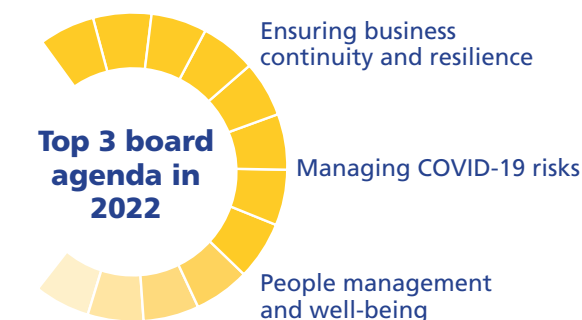 Top 3 board
agenda in
2022
Ensuring business
continuity and resilience
Managing COVID-19 risks
People management
and well-being